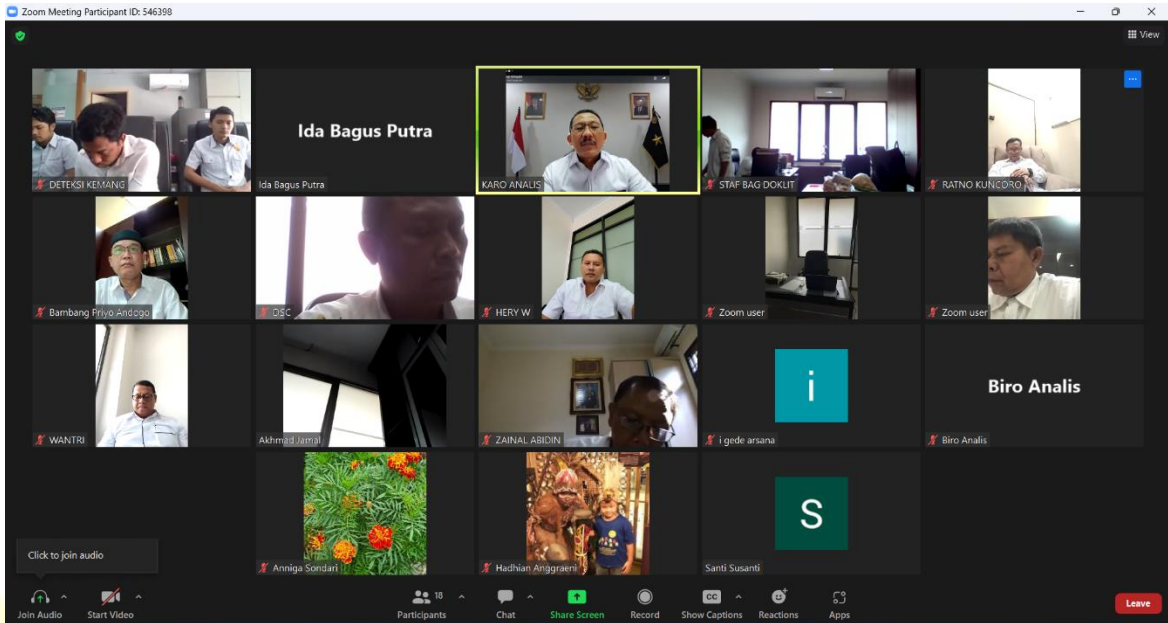 Zoom Meeting Participant ID: 546398
View
DETEKSI KEMANG
Ida Bagus Putra
Ida Bagus Putra
KARO ANALIS
STAF BAG DOKLIT
RATNO KUNCORO
Bambang Priyo Andogo
DSC
HERY W
Zoom user
Zoom user
WANTRI
Akhmad Jamal
ZAINAL ABIDIN
i
i gede arsana
Biro Analis
Biro Analis
Anniga Sondari
Hadhian Anggraeni
S
Santi Susanti
Click to join audio
Join Audio
Start Video
18
Participants
Chat
Share Screen
Record
CC
Show Captions
Reactions
Apps
Leave